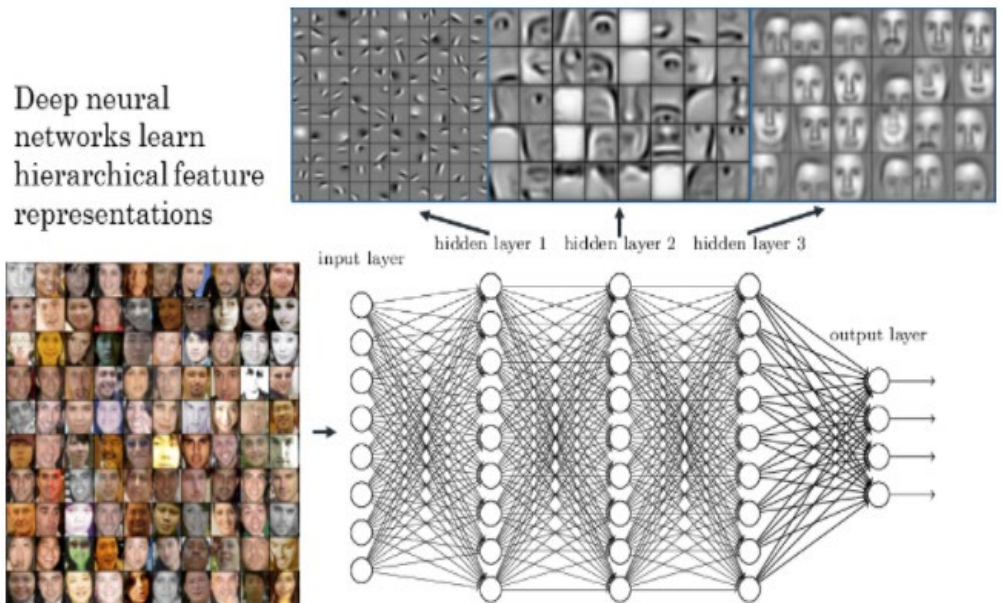 Deep neural
networks learn
hierarchical feature
representations
hidden layer 1 hidden layer 2 hidden layer 3
input layer
output layer